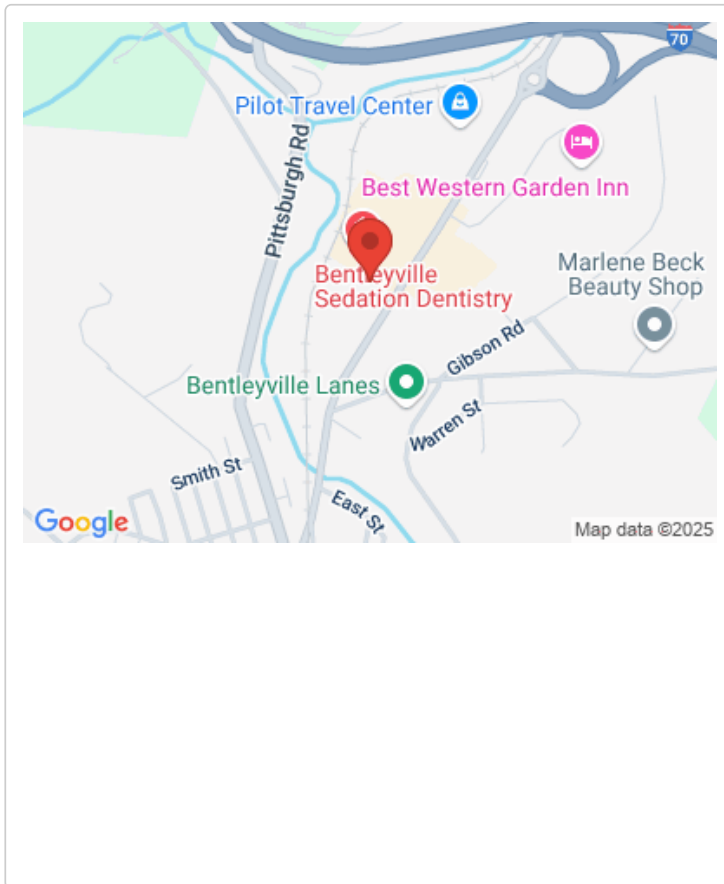 70
Pilot Travel Center
Pittsburgh Rd
Best Western Garden Inn
Bentleyville
Sedation Dentistry
Marlene Beck
Beauty Shop
Gibson Rd
Bentleyville Lanes
Warren St
Smith St
East St
Google
Map data ©2025